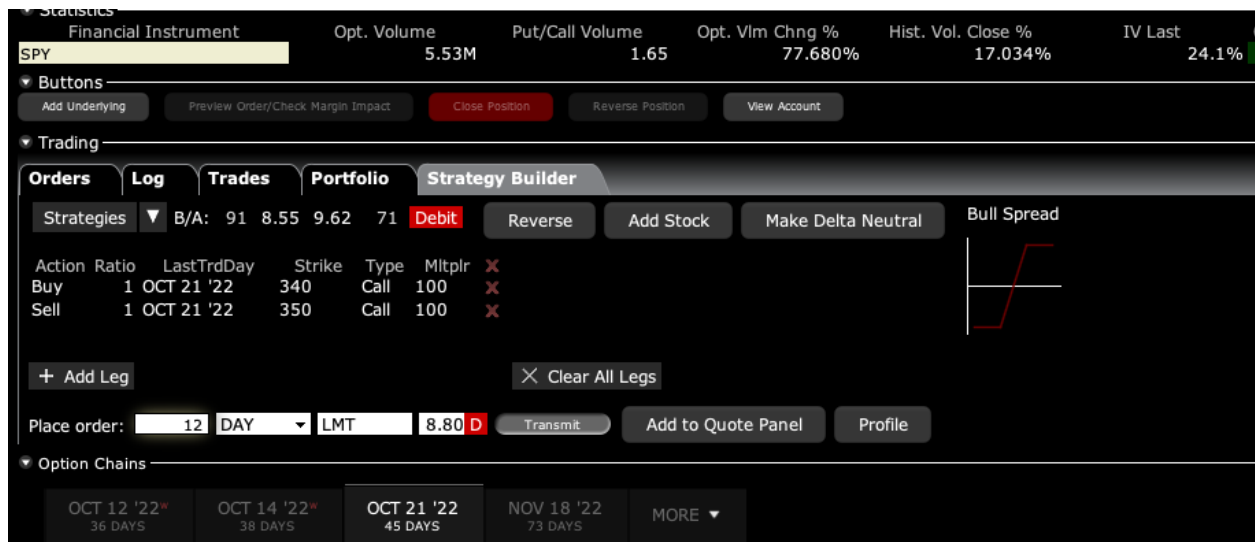 Statistics
Financial Instrument Opt. Volume Put/Call Volume Opt. Vlm Chng % Hist. Vol. Close % IV Last
SPY 5.53M 1.65 77.680% 17.034% 24.1%
Buttons
Add Underlying Preview Order/Check Margin Impact Close Position Reverse Position View Account
Trading
Orders Log Trades Portfolio Strategy Builder
Strategies ▼ B/A: 91 8.55 9.62 71 Debit Reverse Add Stock Make Delta Neutral Bull Spread
Action Ratio LastTrdDay Strike Type Mltplr X
Buy 1 OCT 21 '22 340 Call 100 X
Sell 1 OCT 21 '22 350 Call 100 X
+ Add Leg X Clear All Legs
Place order: 12 DAY LMT 8.80 D Transmit Add to Quote Panel Profile
Option Chains
OCT 12 '22w OCT 14 '22w OCT 21 '22 NOV 18 '22 MORE ▼
36 DAYS 38 DAYS 45 DAYS 73 DAYS